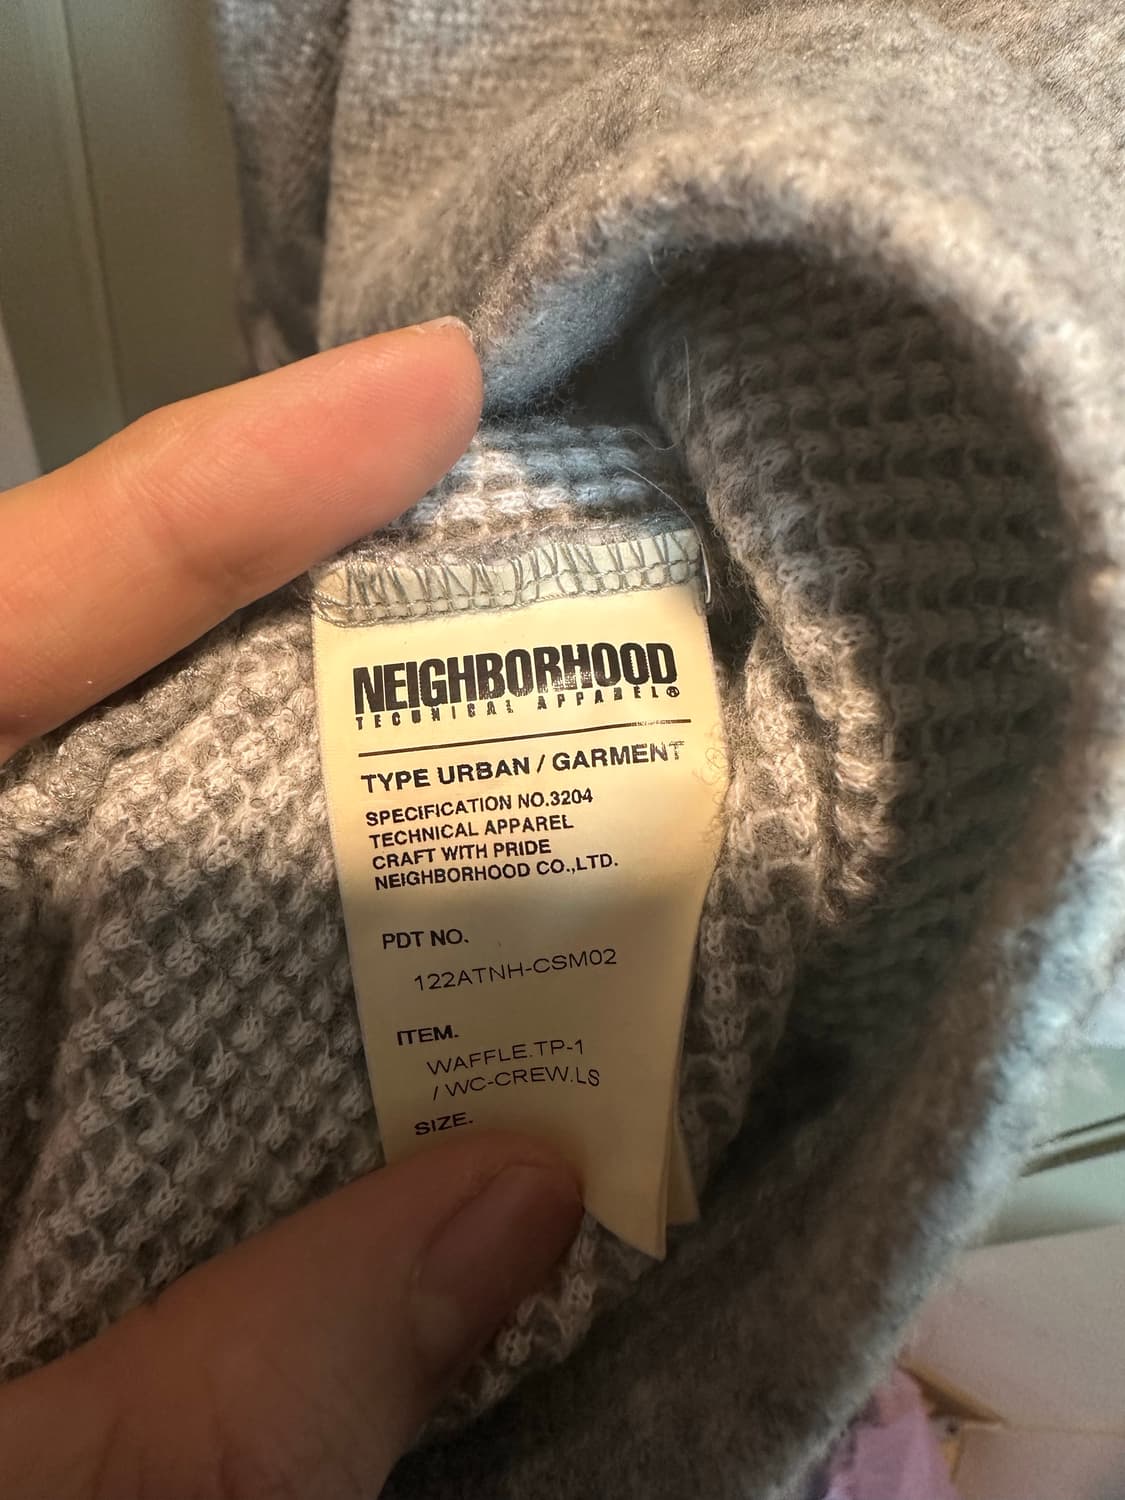 NEIGHBORHOOD
TECHNICAL APPAREL®
TYPE URBAN / GARMENT
SPECIFICATION NO.3204
TECHNICAL APPAREL
CRAFT WITH PRIDE
NEIGHBORHOOD CO.,LTD.
PDT NO.
122ATNH-CSM02
ITEM.
WAFFLE.TP-1
/ WC-CREW.LS
SIZE.